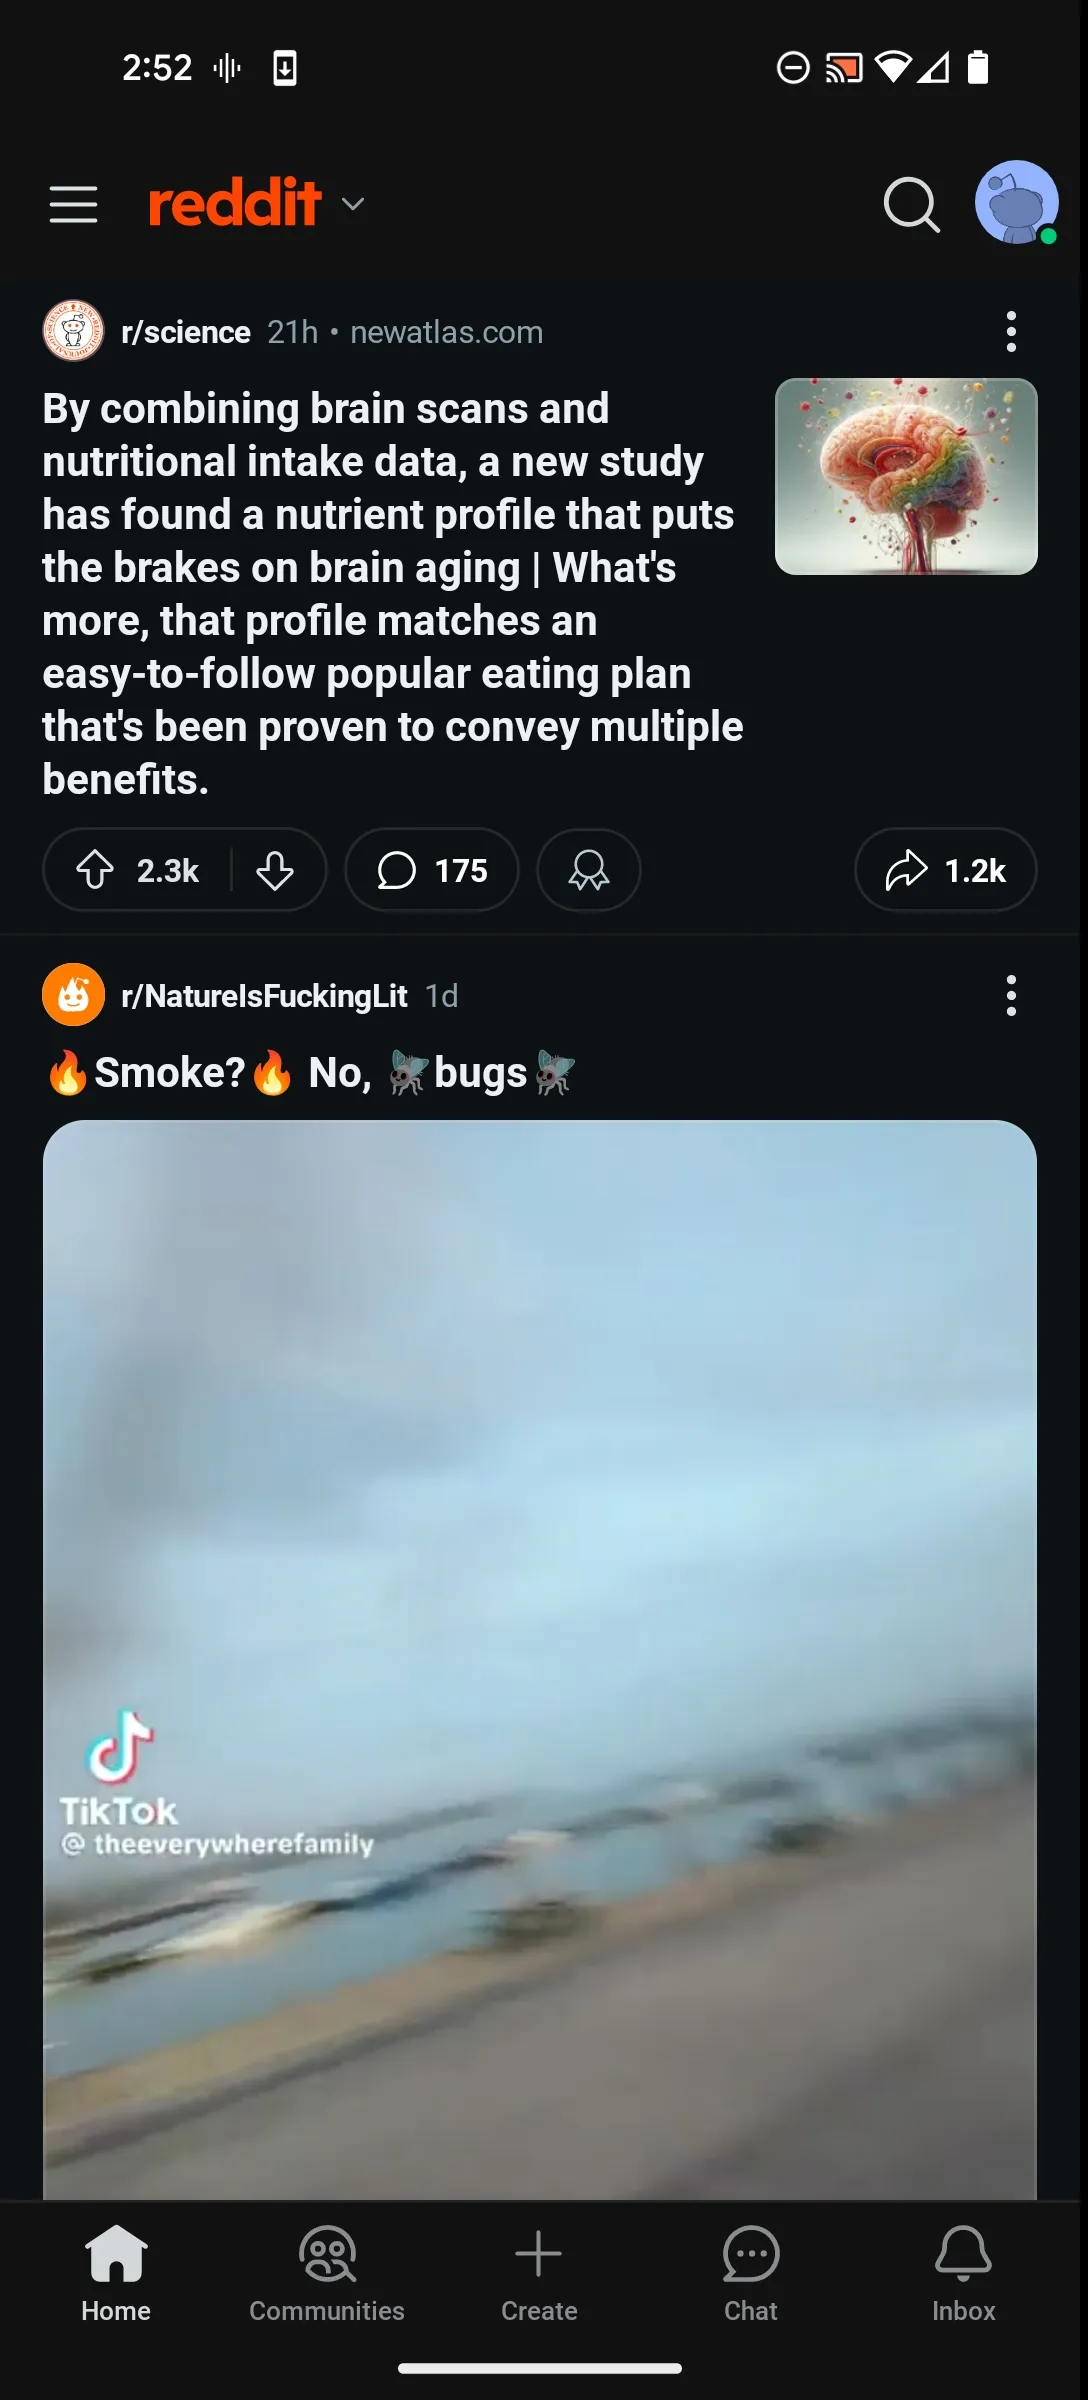 2:52
reddit
r/science 21h • newatlas.com
By combining brain scans and
nutritional intake data, a new study
has found a nutrient profile that puts
the brakes on brain aging | What's
more, that profile matches an
easy-to-follow popular eating plan
that's been proven to convey multiple
benefits.
2.3k 175 1.2k
r/NatureIsFuckingLit 1d
🔥Smoke?🔥 No, 🪰bugs🪰
TikTok
@ theeverywherefamily
Home Communities Create Chat Inbox